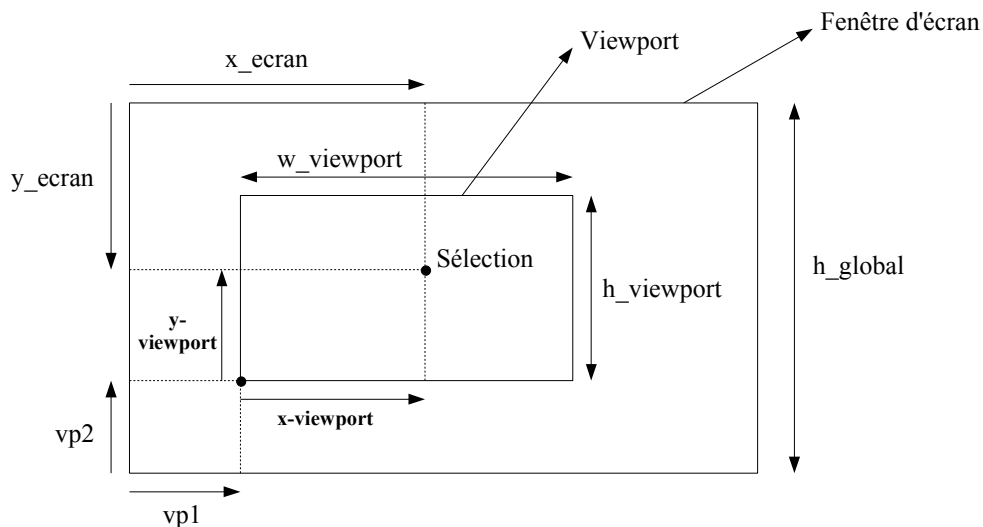 Fenêtre d'écran
Viewport
x_ecran
w_viewport
y_ecran
Sélection
h_global
h_viewport
y-
viewport
x-viewport
vp2
vp1